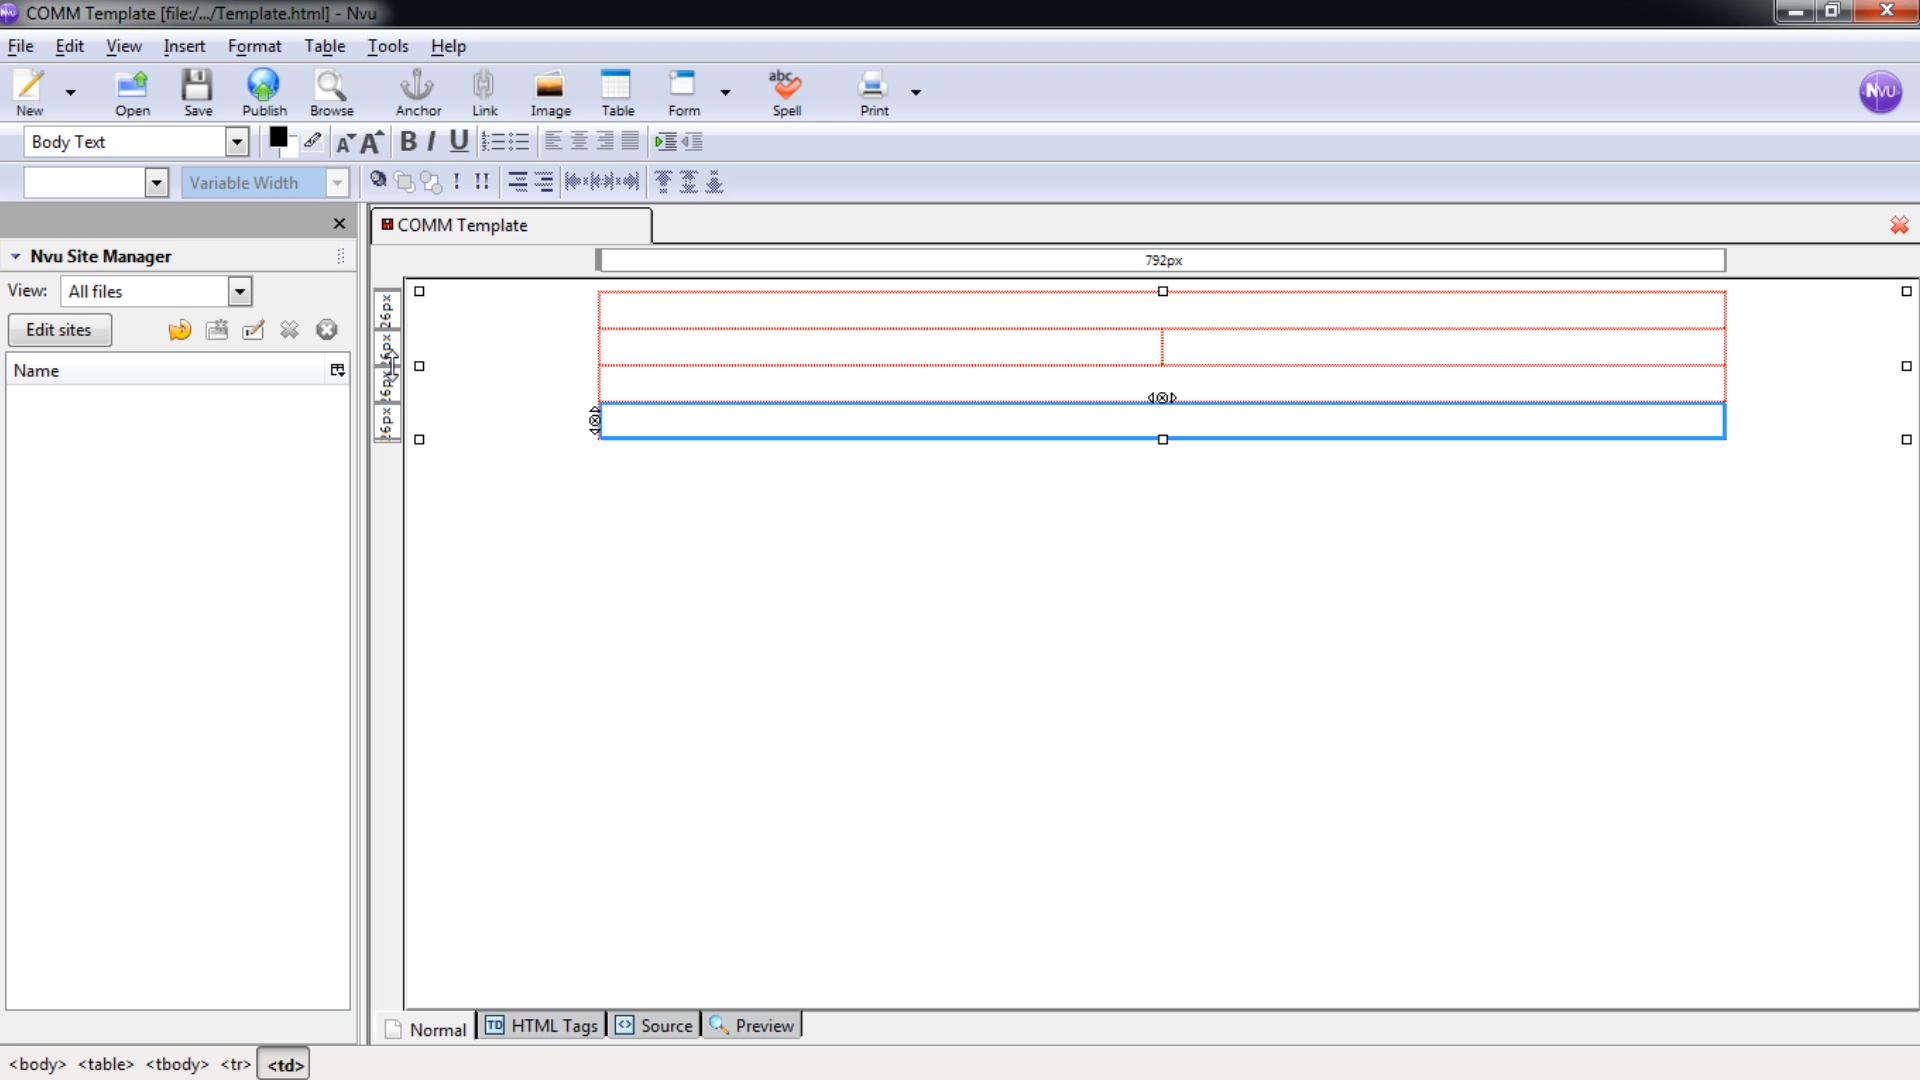 COMM Template [file:/.../Template.html] - Nvu
File Edit View Insert Format Table Tools Help
abc
NVU
New Open Save Publish Browse Anchor Link Image Table Form Spell Print
Body Text A A B I U
Variable Width ! !!
COMM Template
Nvu Site Manager
792px
View: All files
26px
Edit sites
26px
Name
26px
26px
Normal TD HTML Tags Source Preview
<body> <table> <tbody> <tr> <td>